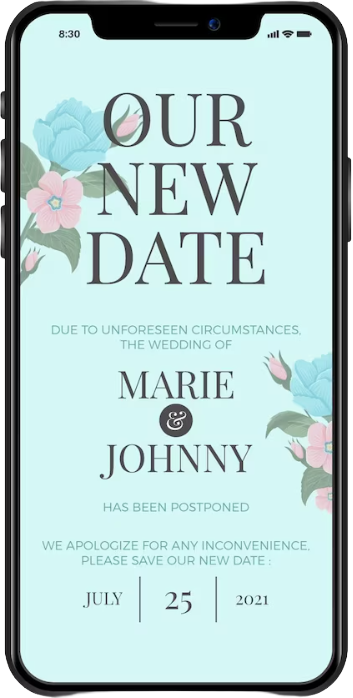 8:30
OUR
NEW
DATE
DUE TO UNFORESEEN CIRCUMSTANCES,
THE WEDDING OF
MARIE
&
JOHNNY
HAS BEEN POSTPONED
WE APOLOGIZE FOR ANY INCONVENIENCE,
PLEASE SAVE OUR NEW DATE :
JULY 25 2021